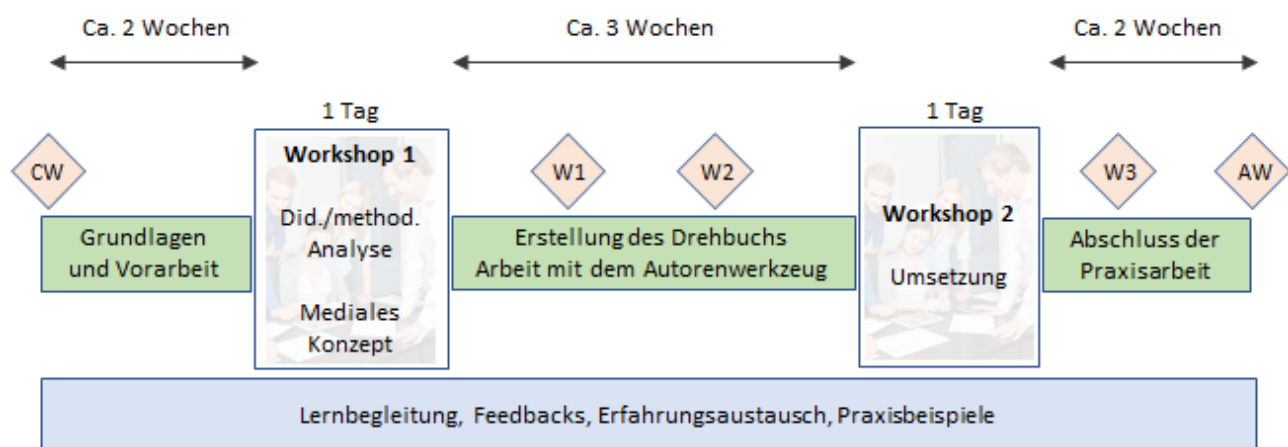 Ca. 2 Wochen
Ca. 3 Wochen
Ca. 2 Wochen
1 Tag
1 Tag
CW
Workshop 1
Did./method.
Analyse
Mediales
Konzept
W1
W2
Workshop 2
Umsetzung
W3
AW
Grundlagen
und Vorarbeit
Erstellung des Drehbuchs
Arbeit mit dem Autorenwerkzeug
Abschluss der
Praxisarbeit
Lernbegleitung, Feedbacks, Erfahrungsaustausch, Praxisbeispiele